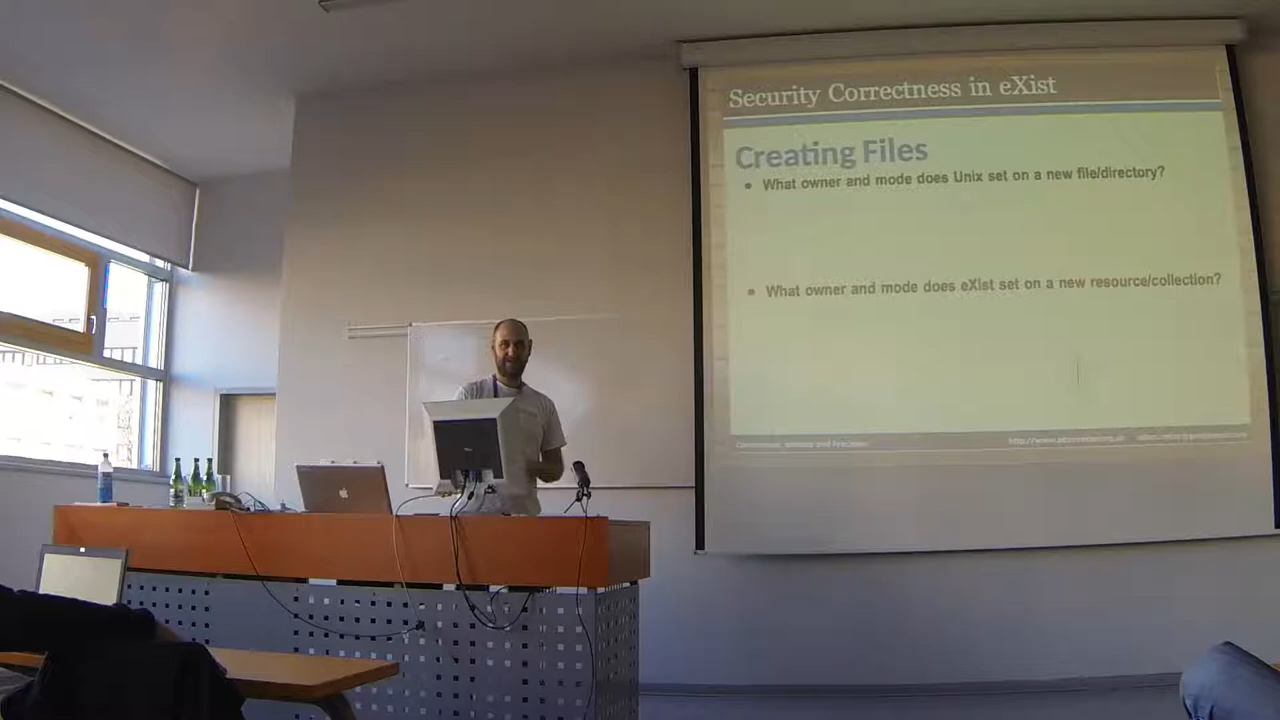 Security Correctness in eXist
Creating Files
• What owner and mode does Unix set on a new file/directory?
• What owner and mode does eXist set on a new resource/collection?